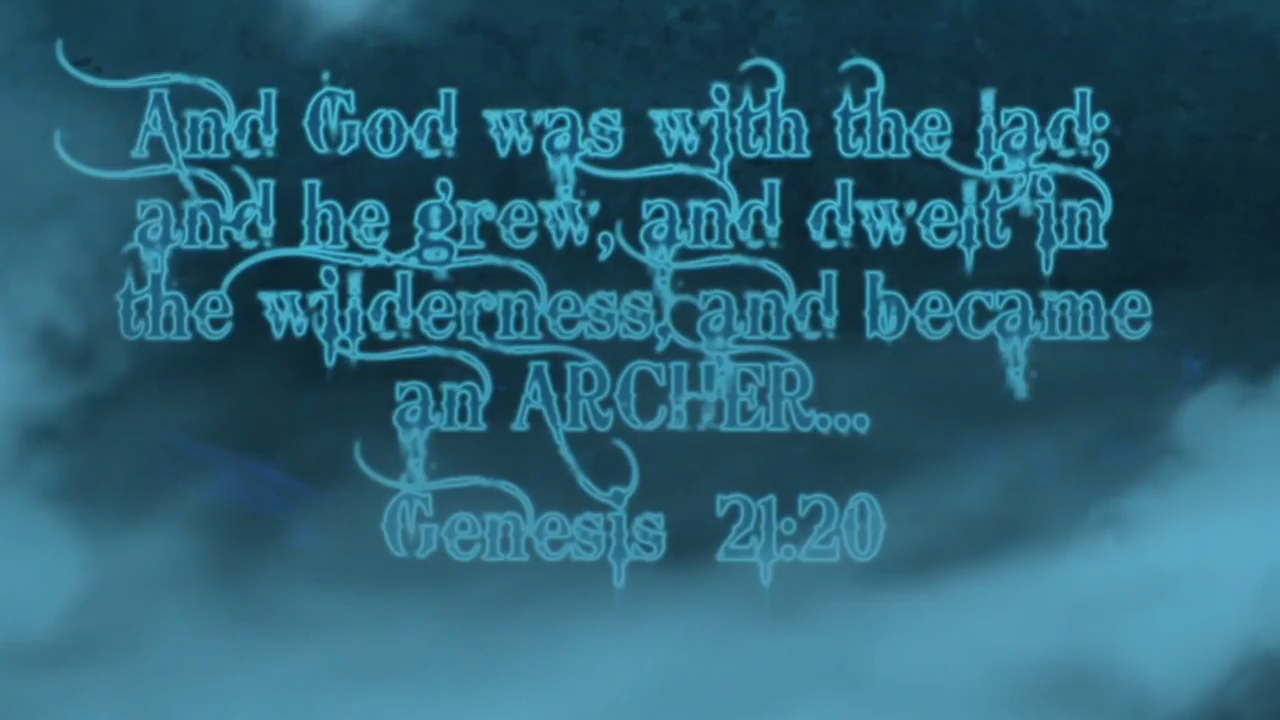 And God was with the lad;
and he grew, and dwelt in
the wilderness, and became
an ARCHER...
Genesis 21:20